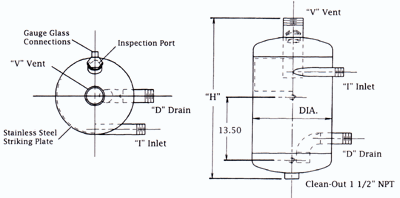 Gauge Glass
Connections
Inspection Port
"V" Vent
"D" Drain
Stainless Steel
Striking Plate
"I" Inlet
"V" Vent
"I" Inlet
"H"
DIA.
13.50
"D" Drain
Clean-Out 1 1/2" NPT